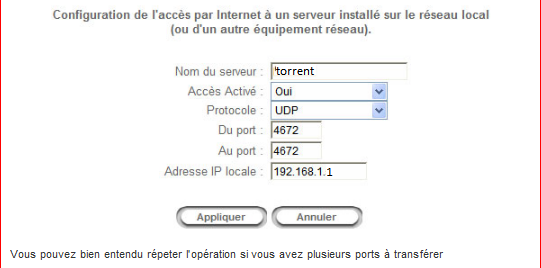 Configuration de l'accès par Internet à un serveur installé sur le réseau local
(ou d'un autre équipement réseau).
Nom du serveur : 'torrent
Accès Activé : Oui
Protocole : UDP
Du port : 4672
Au port : 4672
Adresse IP locale : 192.168.1.1
Appliquer Annuler
Vous pouvez bien entendu répeter l'opération si vous avez plusieurs ports à transférer